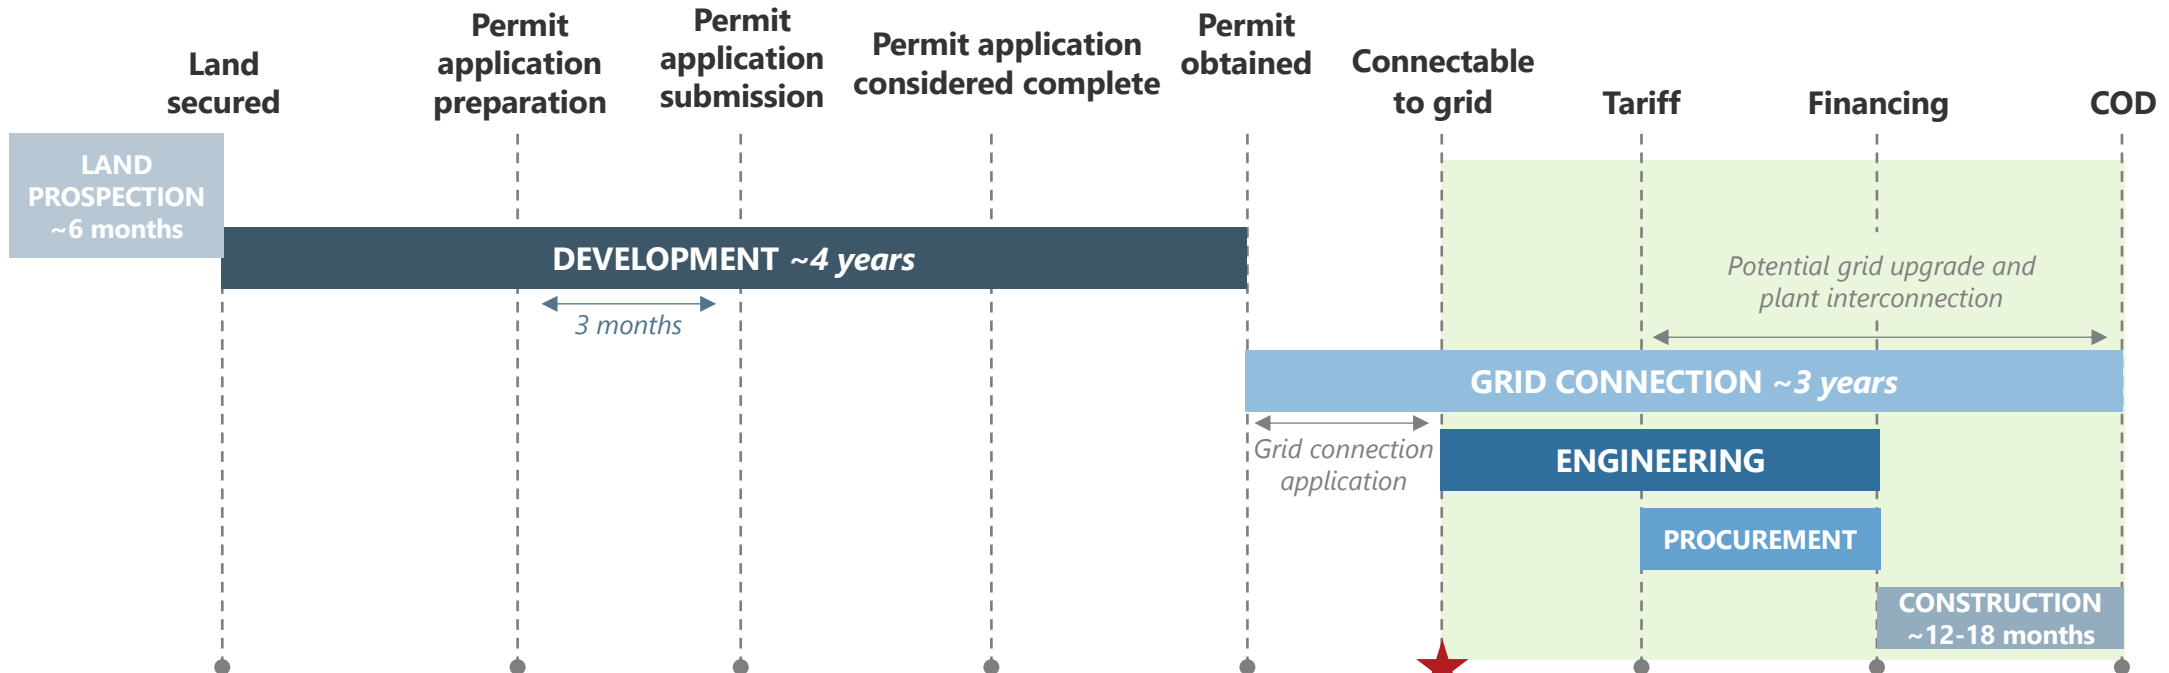 Land
secured
Permit
application
preparation
Permit
application
submission
Permit application
considered complete
Permit
obtained
Connectable
to grid
Tariff
Financing
COD
LAND
PROSPECTION
~6 months
DEVELOPMENT ~4 years
3 months
Potential grid upgrade and
plant interconnection
GRID CONNECTION ~3 years
Grid connection
application
ENGINEERING
PROCUREMENT
CONSTRUCTION
~12-18 months